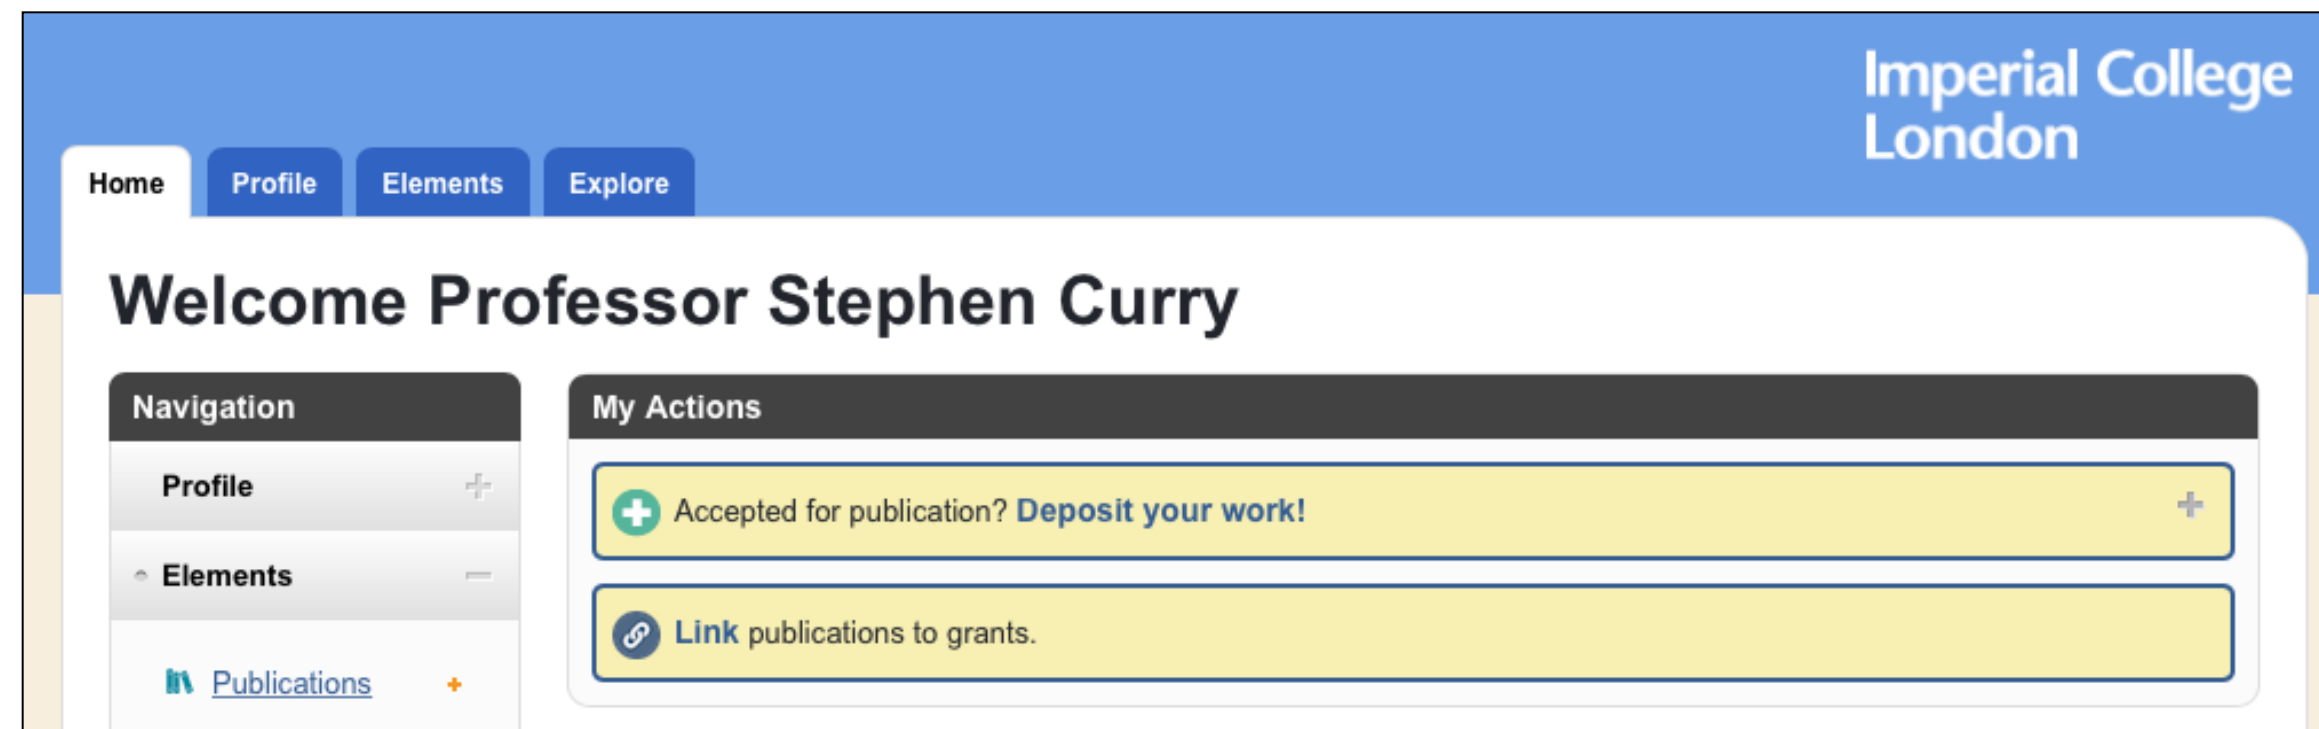 Imperial College
London
Home Profile Elements Explore
Welcome Professor Stephen Curry
Navigation
Profile
Elements
Publications
My Actions
Accepted for publication? Deposit your work!
Link publications to grants.